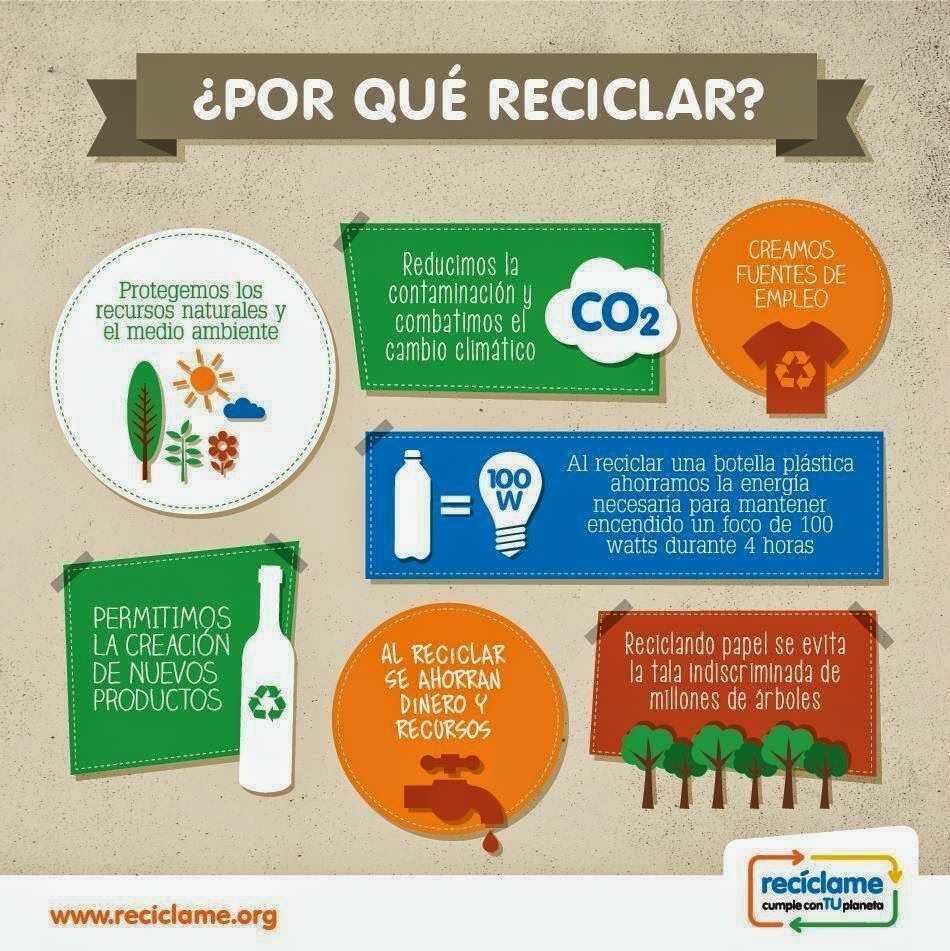 ¿POR QUÉ RECICLAR?
Protegemos los
recursos naturales y
el medio ambiente
Reducimos la
contaminación y
combatimos el
cambio climático
CO2
CREAMOS
FUENTES DE
EMPLEO
100
W
=
Al reciclar una botella plástica
ahorramos la energía
necesaria para mantener
encendido un foco de 100
watts durante 4 horas
PERMITIMOS
LA CREACIÓN
DE NUEVOS
PRODUCTOS
AL RECICLAR
SE AHORRAN
DINERO Y
RECURSOS
Reciclando papel se evita
la tala indiscriminada de
millones de árboles
www.reciclame.org
recíclame
cumple con TU planeta